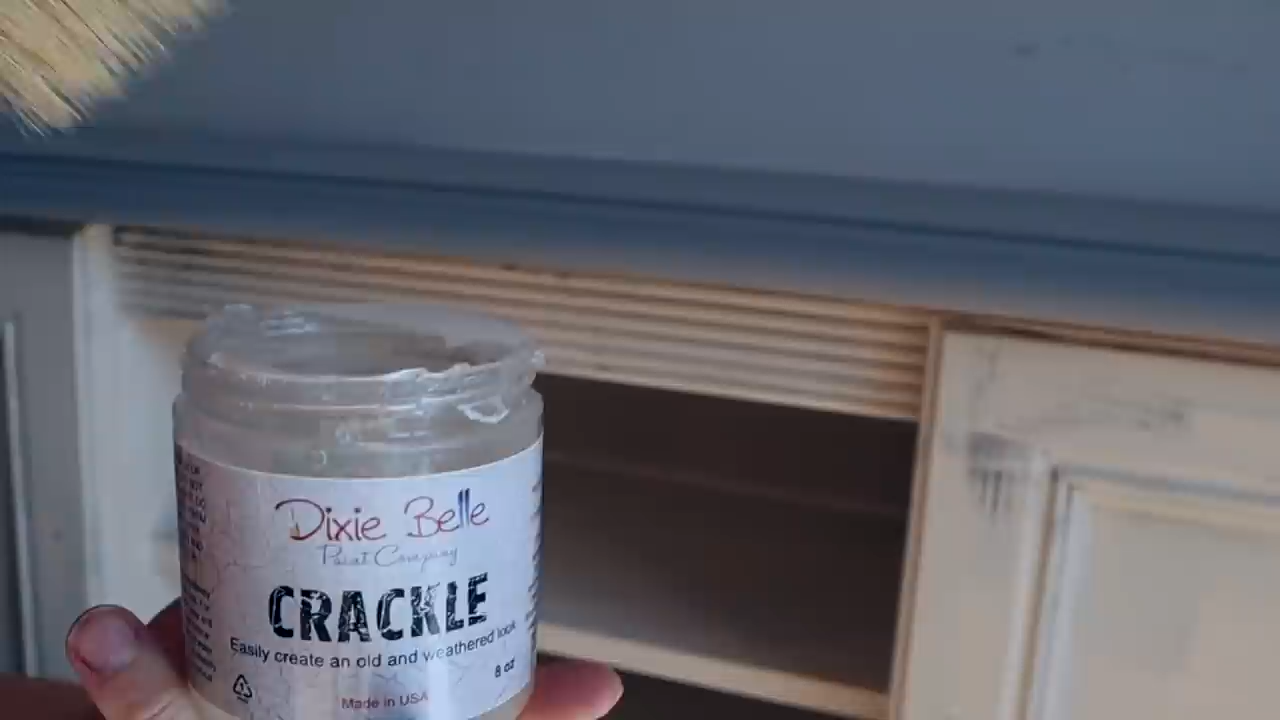 Dixie Belle
Paint Company
CRACKLE
Easily create an old and weathered look
8 oz
Made in USA